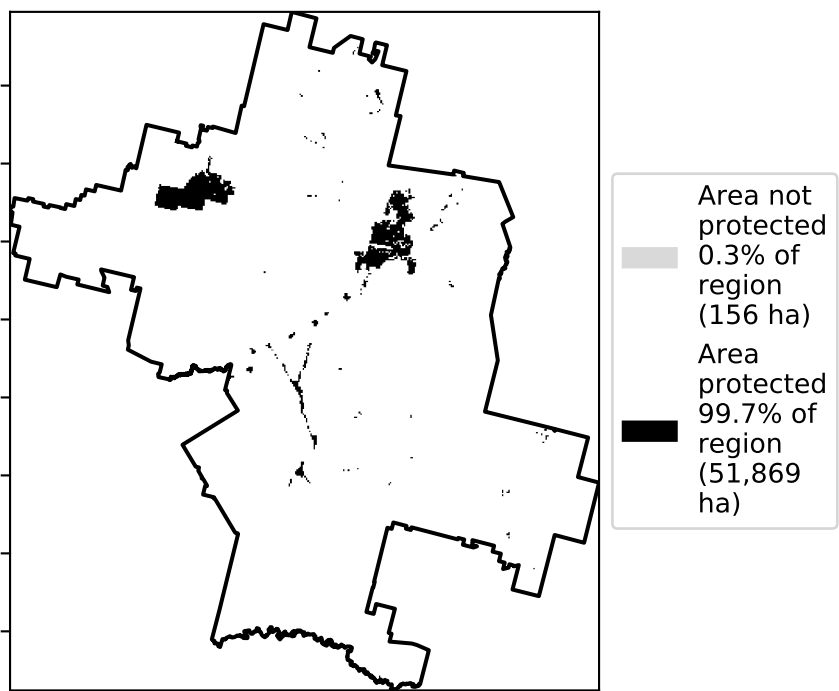 Area not
protected
0.3% of
region
(156 ha)
Area
protected
99.7% of
region
(51,869
ha)